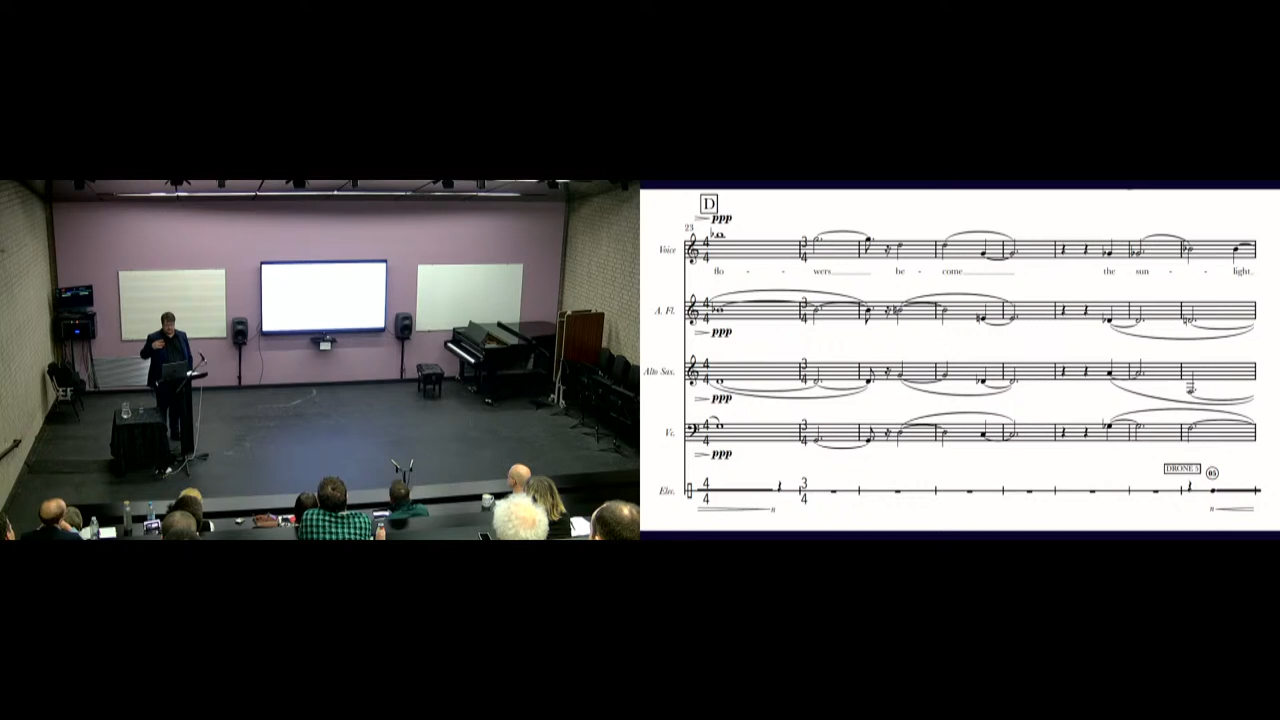 D
ppp
23
Voice
flo - - wers be - come the sun - - light.
A. Fl.
ppp
Alto Sax.
ppp
Vc.
ppp
DRONE 5 05
Elec.
n n